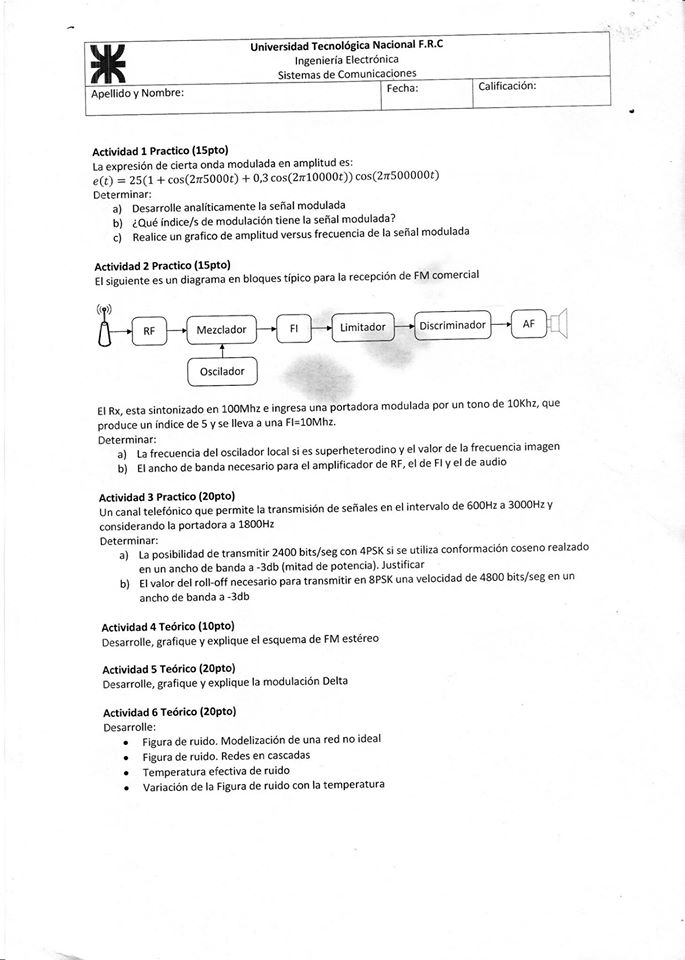 Universidad Tecnológica Nacional F.R.C
Ingeniería Electrónica
Sistemas de Comunicaciones
Apellido y Nombre:
Fecha:
Calificación:
Actividad 1 Practico (15pto)
La expresión de cierta onda modulada en amplitud es:
e(t) = 25(1 + cos(2π5000t) + 0,3 cos(2π10000t)) cos(2π500000t)
Determinar:
a) Desarrolle analíticamente la señal modulada
b) ¿Qué índice/s de modulación tiene la señal modulada?
c) Realice un grafico de amplitud versus frecuencia de la señal modulada
Actividad 2 Practico (15pto)
El siguiente es un diagrama en bloques típico para la recepción de FM comercial
RF
Mezclador
FI
Limitador
Discriminador
AF
Oscilador
El Rx, esta sintonizado en 100Mhz e ingresa una portadora modulada por un tono de 10Khz, que
produce un índice de 5 y se lleva a una FI=10Mhz.
Determinar:
a) La frecuencia del oscilador local si es superheterodino y el valor de la frecuencia imagen
b) El ancho de banda necesario para el amplificador de RF, el de FI y el de audio
Actividad 3 Practico (20pto)
Un canal telefónico que permite la transmisión de señales en el intervalo de 600Hz a 3000Hz y
considerando la portadora a 1800Hz
Determinar:
a) La posibilidad de transmitir 2400 bits/seg con 4PSK si se utiliza conformación coseno realzado
en un ancho de banda a -3db (mitad de potencia). Justificar
b) El valor del roll-off necesario para transmitir en 8PSK una velocidad de 4800 bits/seg en un
ancho de banda a -3db
Actividad 4 Teórico (10pto)
Desarrolle, grafique y explique el esquema de FM estéreo
Actividad 5 Teórico (20pto)
Desarrolle, grafique y explique la modulación Delta
Actividad 6 Teórico (20pto)
Desarrolle:
• Figura de ruido. Modelización de una red no ideal
• Figura de ruido. Redes en cascadas
• Temperatura efectiva de ruido
• Variación de la Figura de ruido con la temperatura